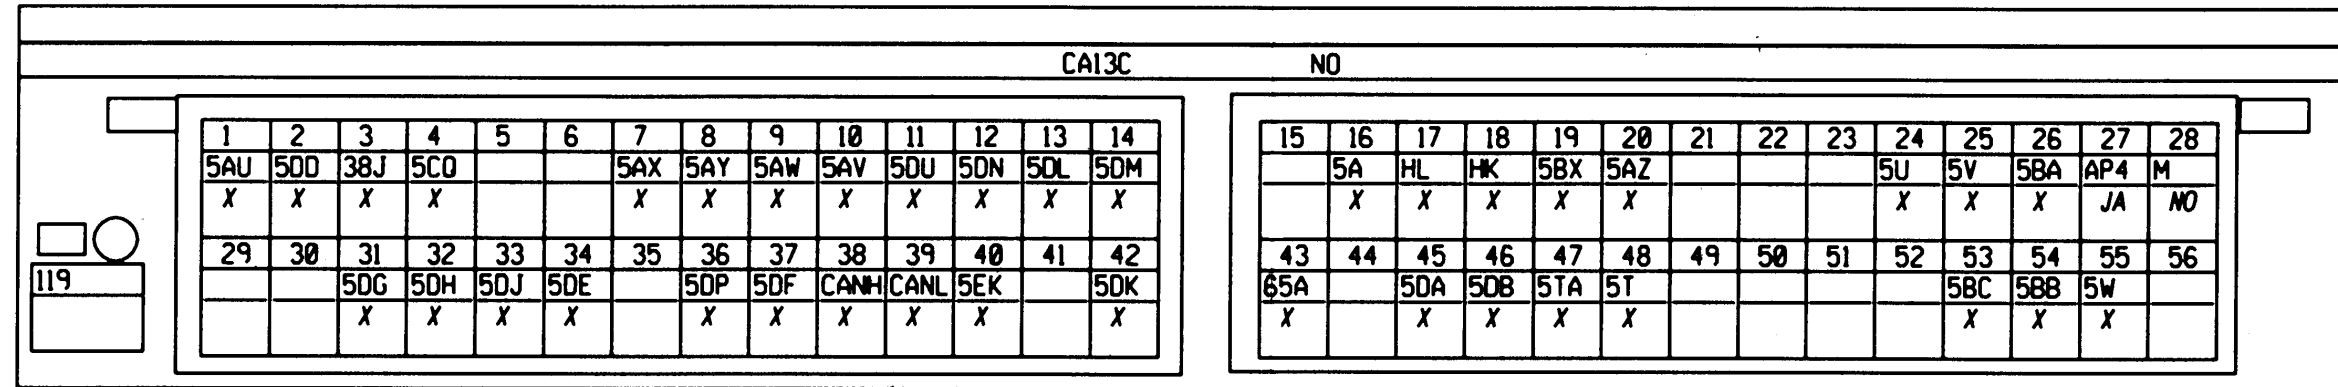 CA13C NO
1 2 3 4 5 6 7 8 9 10 11 12 13 14 15 16 17 18 19 20 21 22 23 24 25 26 27 28
5AU 5DD 38J 5CQ 5AX 5AY 5AW 5AV 5DU 5DN 5DL 5DM 5A HL HK 5BX 5AZ 5U 5V 5BA AP4 M
X X X X X X X X X X X X X X X X X X X X JA NO
29 30 31 32 33 34 35 36 37 38 39 40 41 42 43 44 45 46 47 48 49 50 51 52 53 54 55 56
119 5DG 5DH 5DJ 5DE 5DP 5DF CANH CANL 5EK 5DK 65A 5DA 5DB 5TA 5T 5BC 5BB 5W
X X X X X X X X X X X X X X X X X X